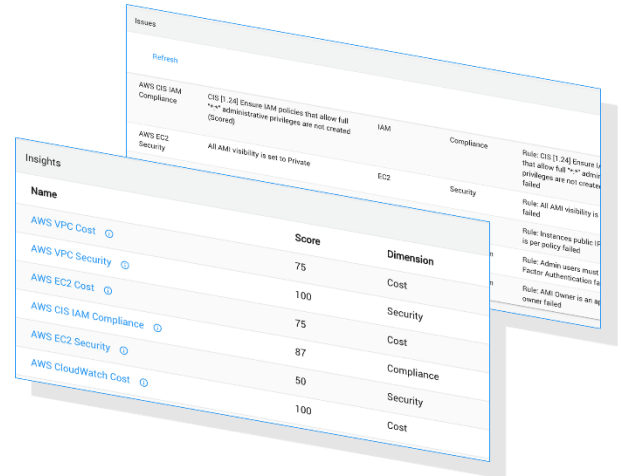 Issues
Refresh
AWS CIS IAM
Compliance
CIS [1.24] Ensure IAM policies that allow full
"*:*" administrative privileges are not created
(Scored)
IAM
Compliance
Rule: CIS [1.24] Ensure
that allow full "*:*"
privileges are not
failed
AWS EC2
Security
All AMI visibility is set to Private
EC2
Security
Rule: All AMI visibility is
failed
Rule: Instances public
is per policy failed
Rule: Admin users must
Factor Authentication
Rule: AMI Owner is an
owner failed
Insights
Name
Score
Dimension
AWS VPC Cost
75
Cost
AWS VPC Security
100
Security
AWS EC2 Cost
75
Cost
AWS CIS IAM Compliance
87
Compliance
AWS EC2 Security
50
Security
AWS CloudWatch Cost
100
Cost